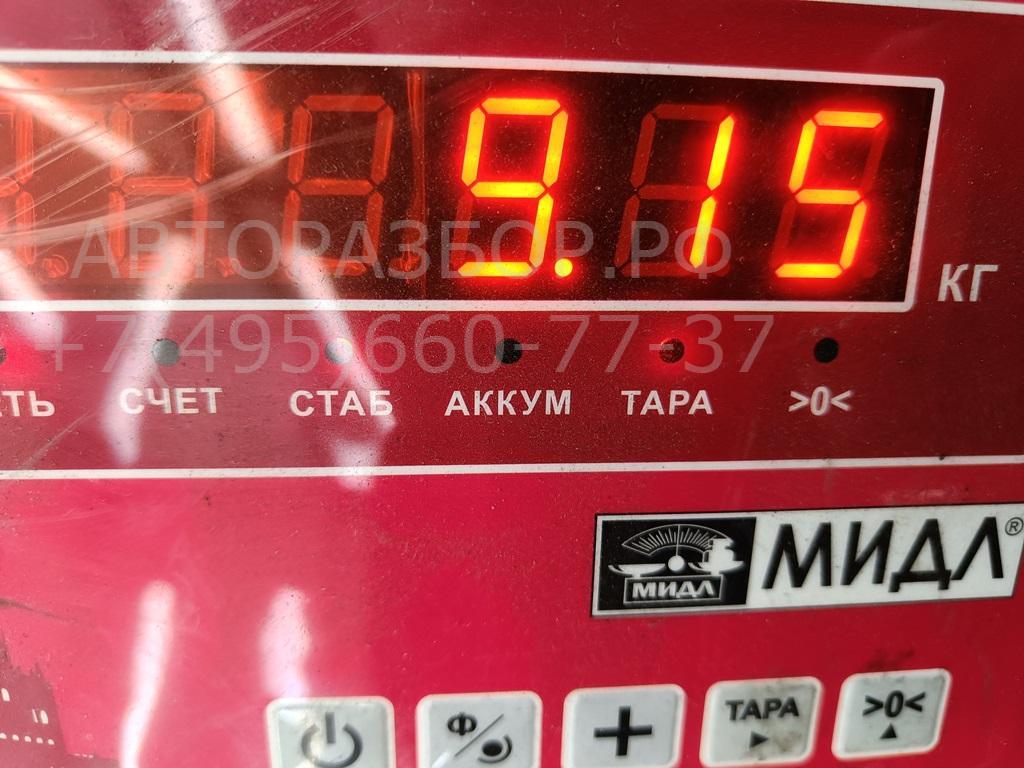 9.15
КГ
АВТОРАЗБОР.РФ
+7 495 660-77-37
СЧЕТ СТАБ АККУМ ТАРА >0<
МИДЛ МИДЛ®
Ф/ + ТАРА >0<